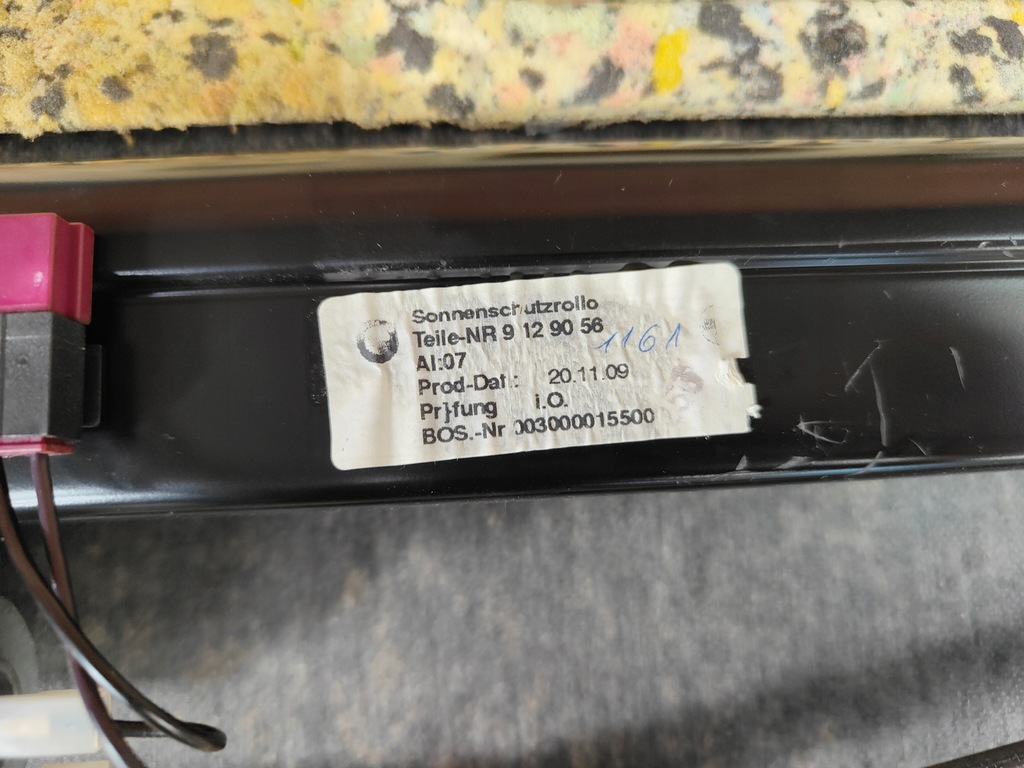 Sonnenschutzrollo
Teile-NR 9 12 90 56
1161
AI:07
Prod-Dat.: 20.11.09
Pr}fung i.O.
BOS.-Nr 003000015500